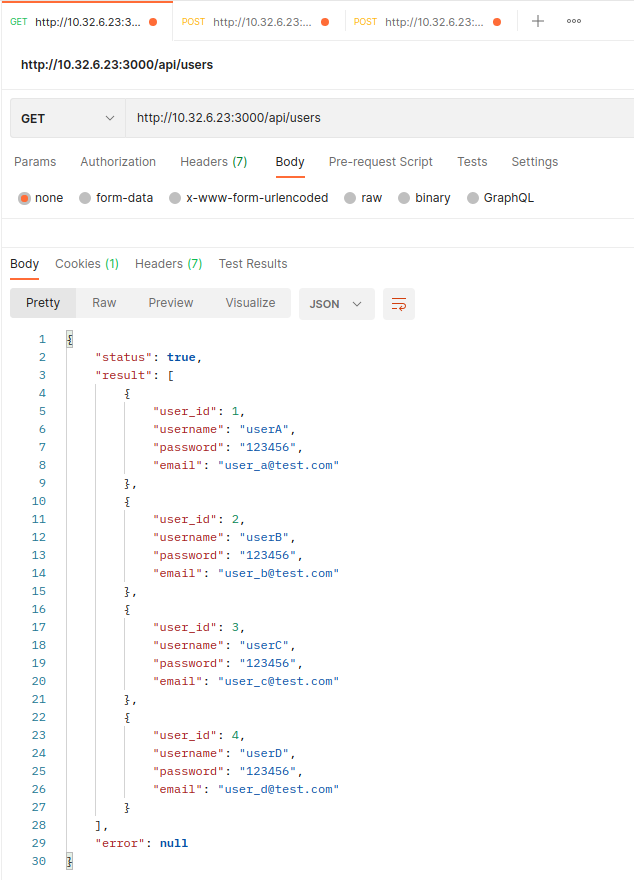 GET http://10.32.6.23:3... POST http://10.32.6.23:... POST http://10.32.6.23:...
http://10.32.6.23:3000/api/users
GET http://10.32.6.23:3000/api/users
Params Authorization Headers (7) Body Pre-request Script Tests Settings
none form-data x-www-form-urlencoded raw binary GraphQL
Body Cookies (1) Headers (7) Test Results
Pretty Raw Preview Visualize JSON
1 {
2 "status": true,
3 "result": [
4 {
5 "user_id": 1,
6 "username": "userA",
7 "password": "123456",
8 "email": "user_a@test.com"
9 },
10 {
11 "user_id": 2,
12 "username": "userB",
13 "password": "123456",
14 "email": "user_b@test.com"
15 },
16 {
17 "user_id": 3,
18 "username": "userC",
19 "password": "123456",
20 "email": "user_c@test.com"
21 },
22 {
23 "user_id": 4,
24 "username": "userD",
25 "password": "123456",
26 "email": "user_d@test.com"
27 }
28 ],
29 "error": null
30 }